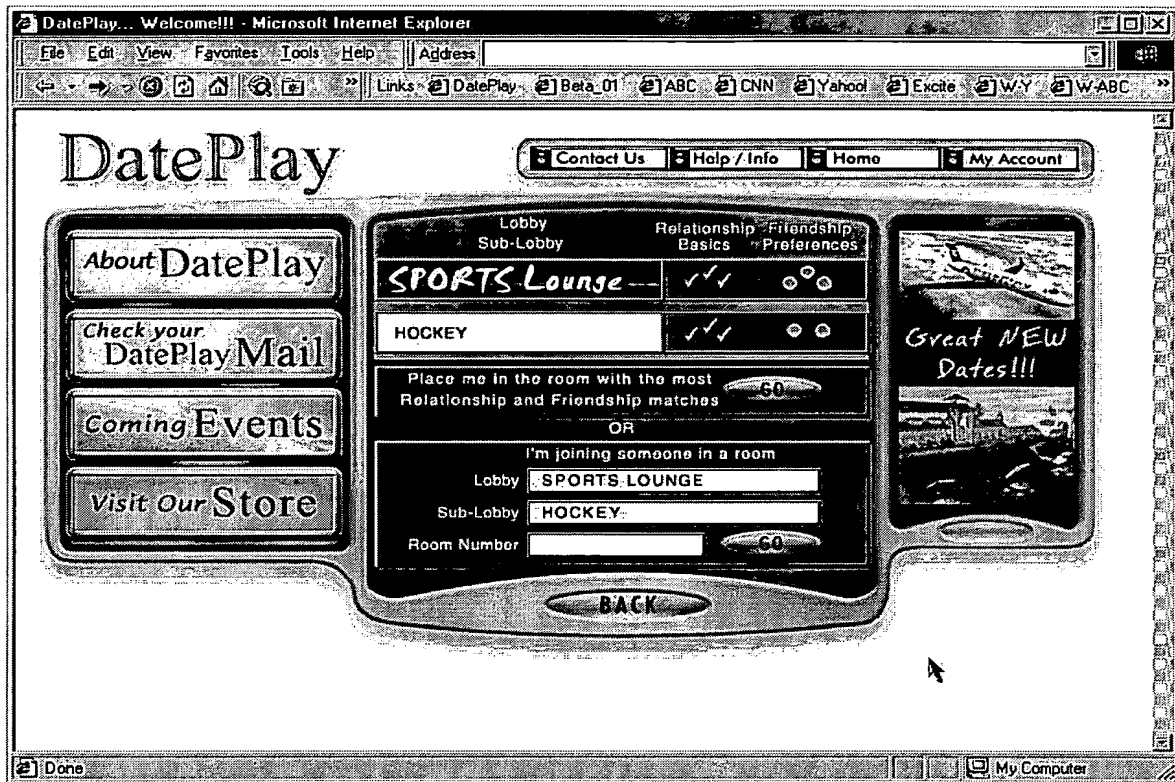 DatePlay... Welcome!!! - Microsoft Internet Explorer
File Edit View Favorites Tools Help Address
Links DatePlay Beta_01 ABC CNN Yahoo! Excite W-Y W-ABC
DatePlay
Contact Us Help / Info Home My Account
About DatePlay
Check your
DatePlay Mail
Coming Events
Visit Our Store
Lobby
Sub-Lobby
Relationship
Basics
Friendship
Preferences
SPORTS Lounge
HOCKEY
Place me in the room with the most
Relationship and Friendship matches
GO
OR
I'm joining someone in a room
Lobby SPORTS LOUNGE
Sub-Lobby HOCKEY
Room Number GO
BACK
Great NEW
Dates!!!
Done My Computer